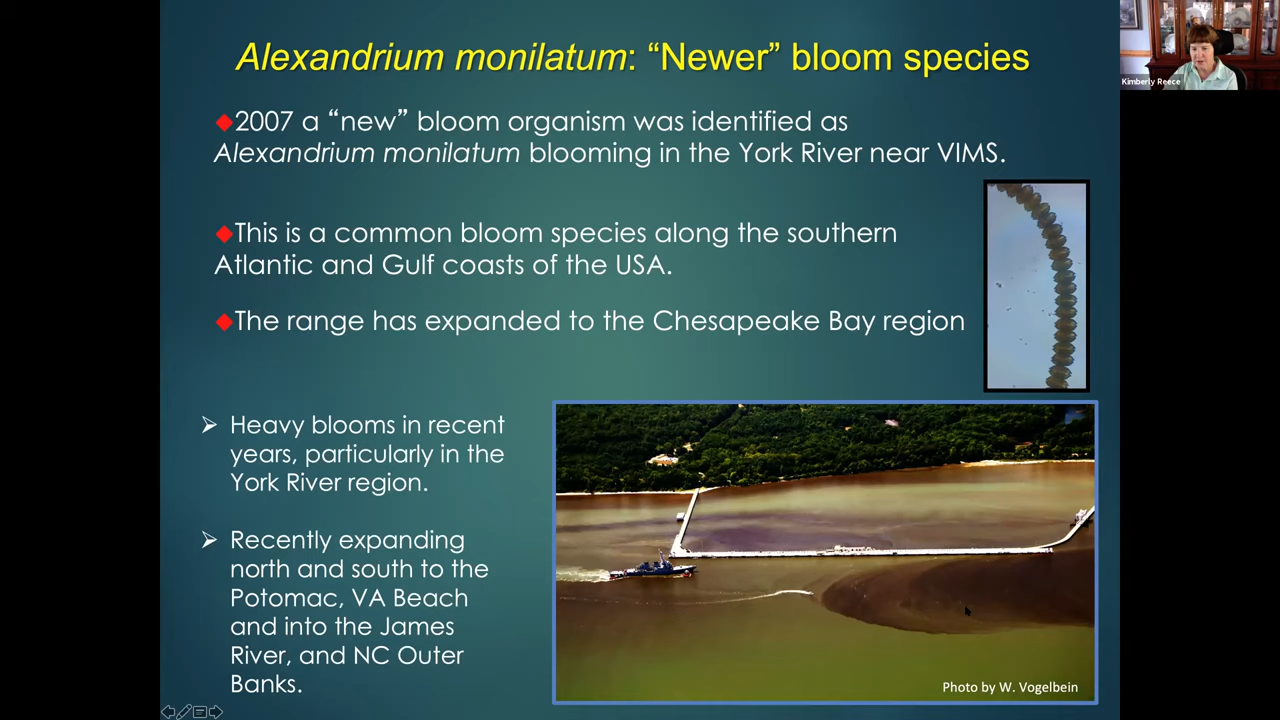 Alexandrium monilatum: “Newer” bloom species
Kimberly Reece
◆2007 a “new” bloom organism was identified as
Alexandrium monilatum blooming in the York River near VIMS.
◆This is a common bloom species along the southern
Atlantic and Gulf coasts of the USA.
◆The range has expanded to the Chesapeake Bay region
➢ Heavy blooms in recent
years, particularly in the
York River region.
➢ Recently expanding
north and south to the
Potomac, VA Beach
and into the James
River, and NC Outer
Banks.
Photo by W. Vogelbein